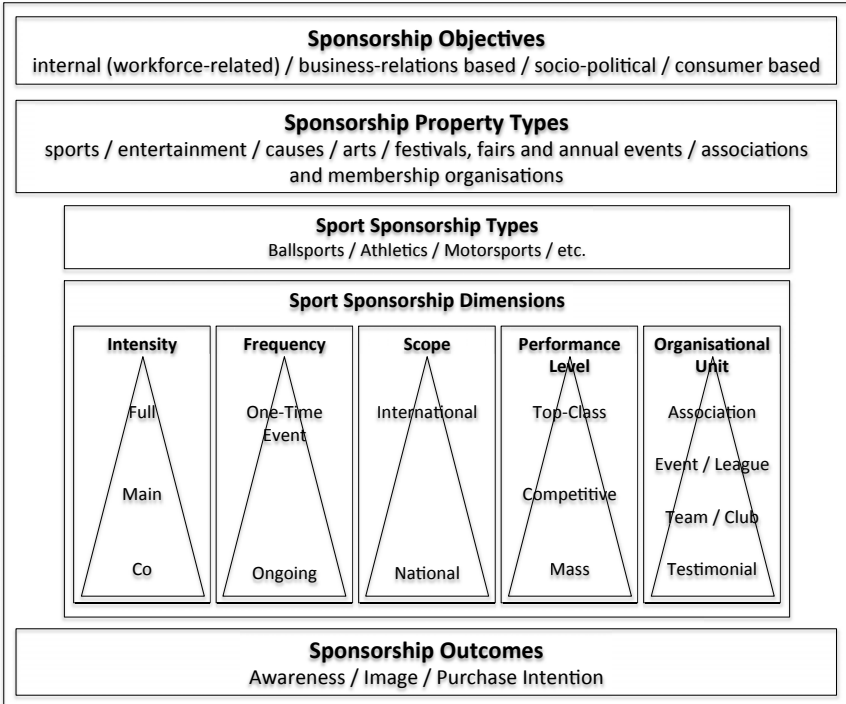 Sponsorship Objectives
internal (workforce-related) / business-relations based / socio-political / consumer based
Sponsorship Property Types
sports / entertainment / causes / arts / festivals, fairs and annual events / associations
and membership organisations
Sport Sponsorship Types
Ballsports / Athletics / Motorsports / etc.
Sport Sponsorship Dimensions
Intensity
Full
Main
Co
Frequency
One-Time
Event
Ongoing
Scope
International
National
Performance
Level
Top-Class
Competitive
Mass
Organisational
Unit
Association
Event / League
Team / Club
Testimonial
Sponsorship Outcomes
Awareness / Image / Purchase Intention